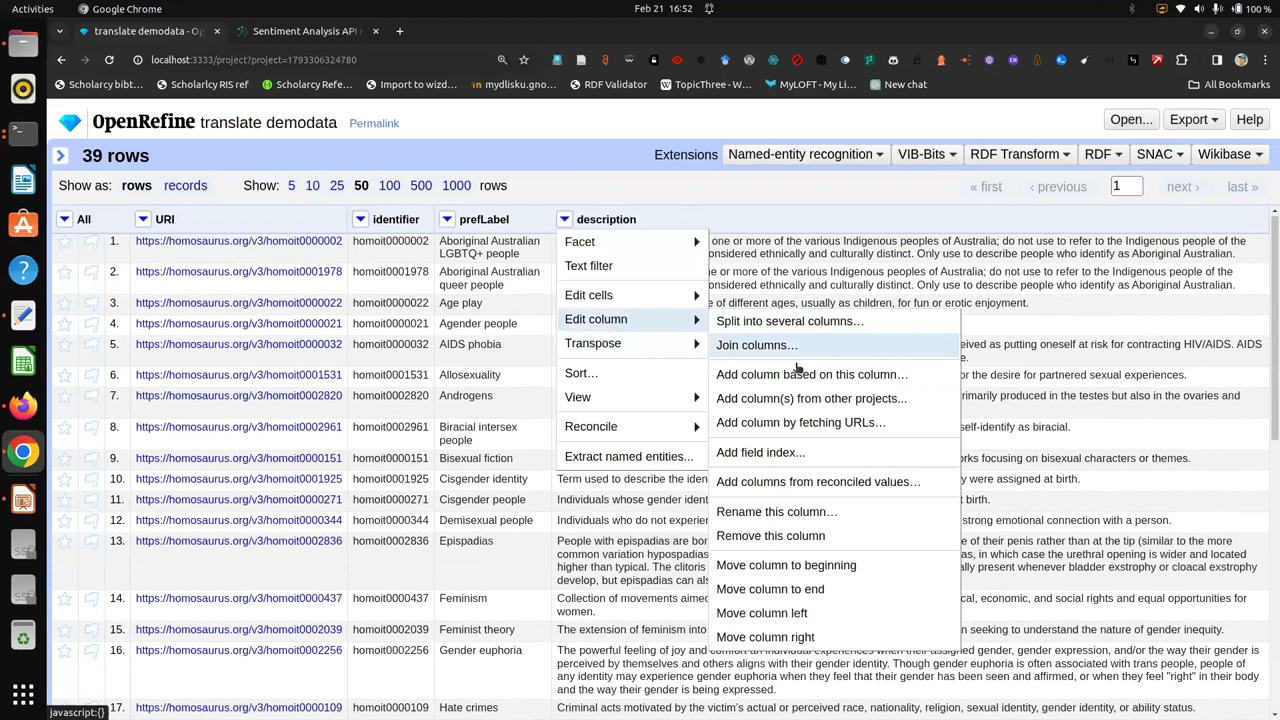 Activities
Google Chrome
Feb 21 16:52
100 %
translate demodata - Op
Sentiment Analysis API
localhost:3333/project?project=1793306324780
Scholarcy bibt...
Scholarlcy RIS ref
Scholarcy Refe...
Import to wizd...
mydlisku.gno...
RDF Validator
TopicThree - W...
MyLOFT - My Li...
New chat
All Bookmarks
OpenRefine translate demodata Permalink
Open...
Export
Help
39 rows
Extensions Named-entity recognition VIB-Bits RDF Transform RDF SNAC Wikibase
Show as: rows records Show: 5 10 25 50 100 500 1000 rows
« first ‹ previous 1 next › last »
All URI identifier prefLabel description
1. https://homosaurus.org/v3/homoit0000002 homoit0000002 Aboriginal Australian LGBTQ+ people
one or more of the various Indigenous peoples of Australia; do not use to refer to the Indigenous people of the
onsidered ethnically and culturally distinct. Only use to describe people who identify as Aboriginal Australian.
2. https://homosaurus.org/v3/homoit0001978 homoit0001978 Aboriginal Australian queer people
ne or more of the various Indigenous peoples of Australia; do not use to refer to the Indigenous people of the
onsidered ethnically and culturally distinct. Only use to describe people who identify as Aboriginal Australian.
3. https://homosaurus.org/v3/homoit0000022 homoit0000022 Age play
e of different ages, usually as children, for fun or erotic enjoyment.
4. https://homosaurus.org/v3/homoit0000021 homoit0000021 Agender people
5. https://homosaurus.org/v3/homoit0000032 homoit0000032 AIDS phobia
eived as putting oneself at risk for contracting HIV/AIDS. AIDS
e.
6. https://homosaurus.org/v3/homoit0001531 homoit0001531 Allosexuality
or the desire for partnered sexual experiences.
7. https://homosaurus.org/v3/homoit0002820 homoit0002820 Androgens
rimarily produced in the testes but also in the ovaries and
8. https://homosaurus.org/v3/homoit0002961 homoit0002961 Biracial intersex people
self-identify as biracial.
9. https://homosaurus.org/v3/homoit0000151 homoit0000151 Bisexual fiction
rks focusing on bisexual characters or themes.
10. https://homosaurus.org/v3/homoit0001925 homoit0001925 Cisgender identity Term used to describe the iden
y were assigned at birth.
11. https://homosaurus.org/v3/homoit0000271 homoit0000271 Cisgender people Individuals whose gender ident
birth.
12. https://homosaurus.org/v3/homoit0000344 homoit0000344 Demisexual people Individuals who do not experien
strong emotional connection with a person.
13. https://homosaurus.org/v3/homoit0002836 homoit0002836 Epispadias People with epispadias are bor
e of their penis rather than at the tip (similar to the more
common variation hypospadias
s, in which case the urethral opening is wider and located
higher than typical. The clitoris
ally present whenever bladder exstrophy or cloacal exstrophy
develop, but epispadias can als
14. https://homosaurus.org/v3/homoit0000437 homoit0000437 Feminism Collection of movements aimed
cal, economic, and social rights and equal opportunities for
women.
15. https://homosaurus.org/v3/homoit0002039 homoit0002039 Feminist theory The extension of feminism into
n seeking to understand the nature of gender inequity.
16. https://homosaurus.org/v3/homoit0002256 homoit0002256 Gender euphoria The powerful feeling of joy and comfort an individual experiences when their assigned gender, gender expression, and/or the way their gender is
perceived by themselves and others aligns with their gender identity. Though gender euphoria is often associated with trans people, people of
any identity may experience gender euphoria when they feel that their gender has been seen and affirmed, or when they feel "right" in their body
and the way their gender is being expressed.
17. https://homosaurus.org/v3/homoit0000109 homoit0000109 Hate crimes Criminal acts motivated by the victim's actual or perceived race, nationality, religion, sexual identity, gender identity, ability, or ability status.
Facet
Text filter
Edit cells
Edit column
Transpose
Sort...
View
Reconcile
Extract named entities...
Split into several columns...
Join columns...
Add column based on this column...
Add column(s) from other projects...
Add column by fetching URLs...
Add field index...
Add columns from reconciled values...
Rename this column...
Remove this column
Move column to beginning
Move column to end
Move column left
Move column right
javascript:{}